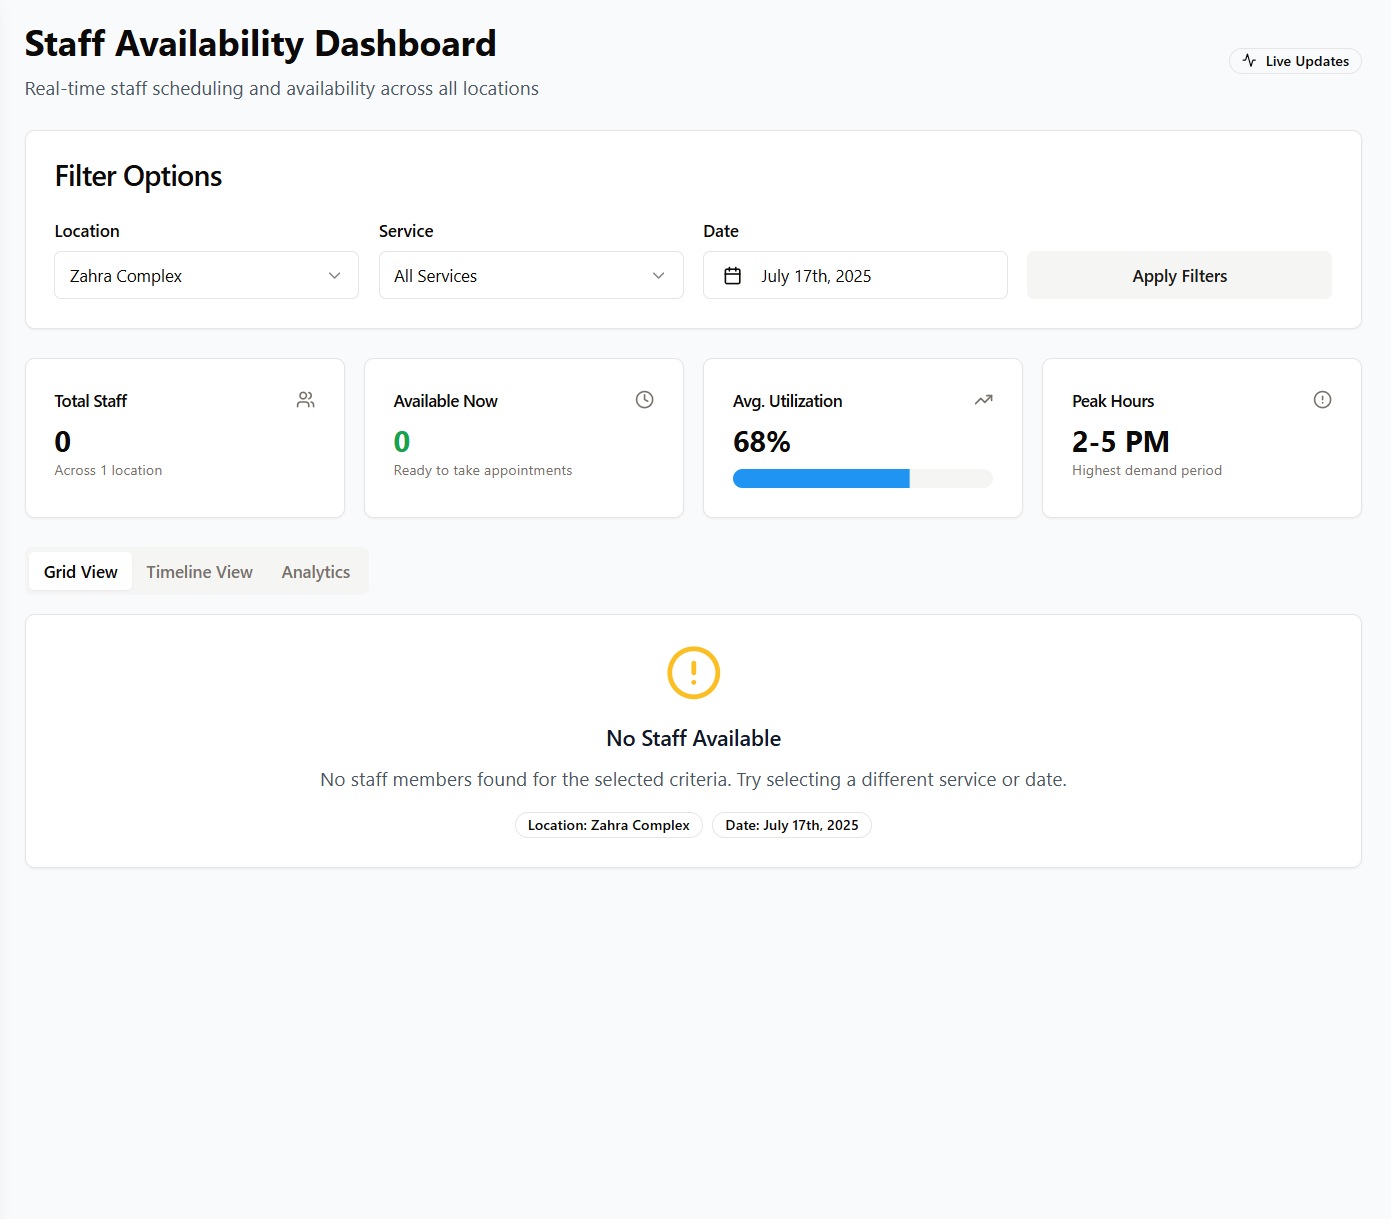 Staff Availability Dashboard
Real-time staff scheduling and availability across all locations
Live Updates
Filter Options
Location
Service
Date
Zahra Complex
All Services
July 17th, 2025
Apply Filters
Total Staff
0
Across 1 location
Available Now
0
Ready to take appointments
Avg. Utilization
68%
Peak Hours
2-5 PM
Highest demand period
Grid View
Timeline View
Analytics
No Staff Available
No staff members found for the selected criteria. Try selecting a different service or date.
Location: Zahra Complex
Date: July 17th, 2025